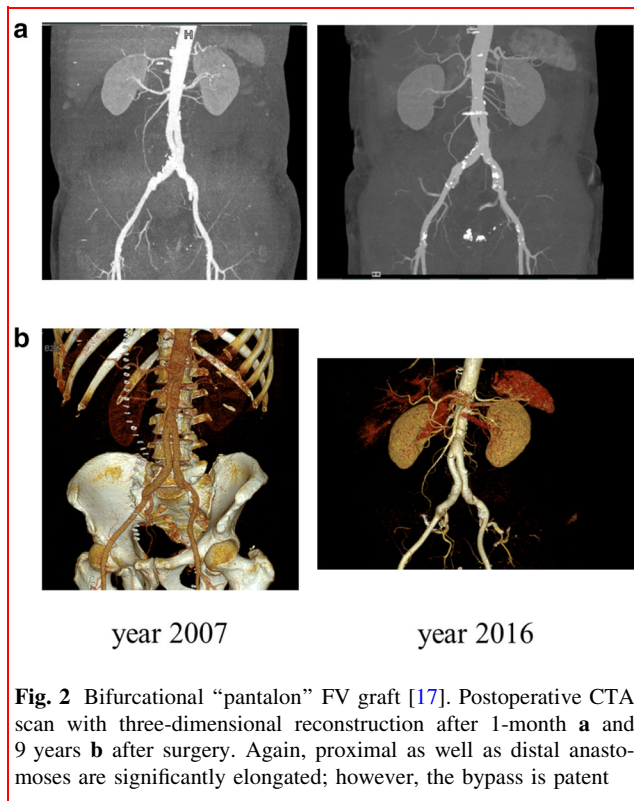 a
H
b
B2
year 2007
year 2016
Fig. 2 Bifurcational “pantalon” FV graft [17]. Postoperative CTA
scan with three-dimensional reconstruction after 1-month a and
9 years b after surgery. Again, proximal as well as distal anasto-
moses are significantly elongated; however, the bypass is patent